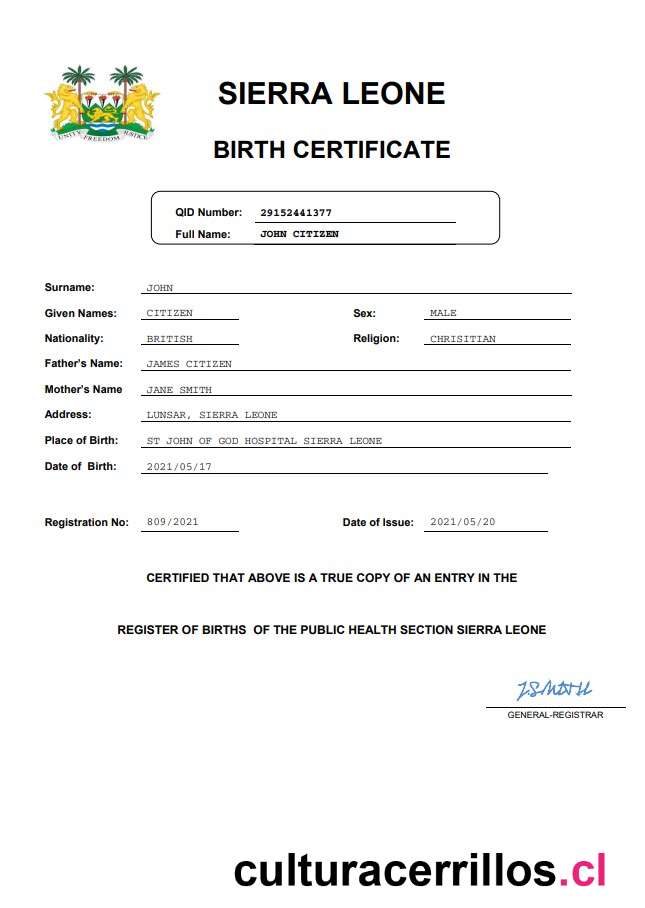 UNITY FREEDOM JUSTICE
SIERRA LEONE
BIRTH CERTIFICATE
QID Number: 29152441377
Full Name: JOHN CITIZEN
Surname: JOHN
Given Names: CITIZEN Sex: MALE
Nationality: BRITISH Religion: CHRISITIAN
Father's Name: JAMES CITIZEN
Mother's Name JANE SMITH
Address: LUNSAR, SIERRA LEONE
Place of Birth: ST JOHN OF GOD HOSPITAL SIERRA LEONE
Date of Birth: 2021/05/17
Registration No: 809/2021 Date of Issue: 2021/05/20
CERTIFIED THAT ABOVE IS A TRUE COPY OF AN ENTRY IN THE
REGISTER OF BIRTHS OF THE PUBLIC HEALTH SECTION SIERRA LEONE
J.SMITH
GENERAL-REGISTRAR
culturacerrillos.cl